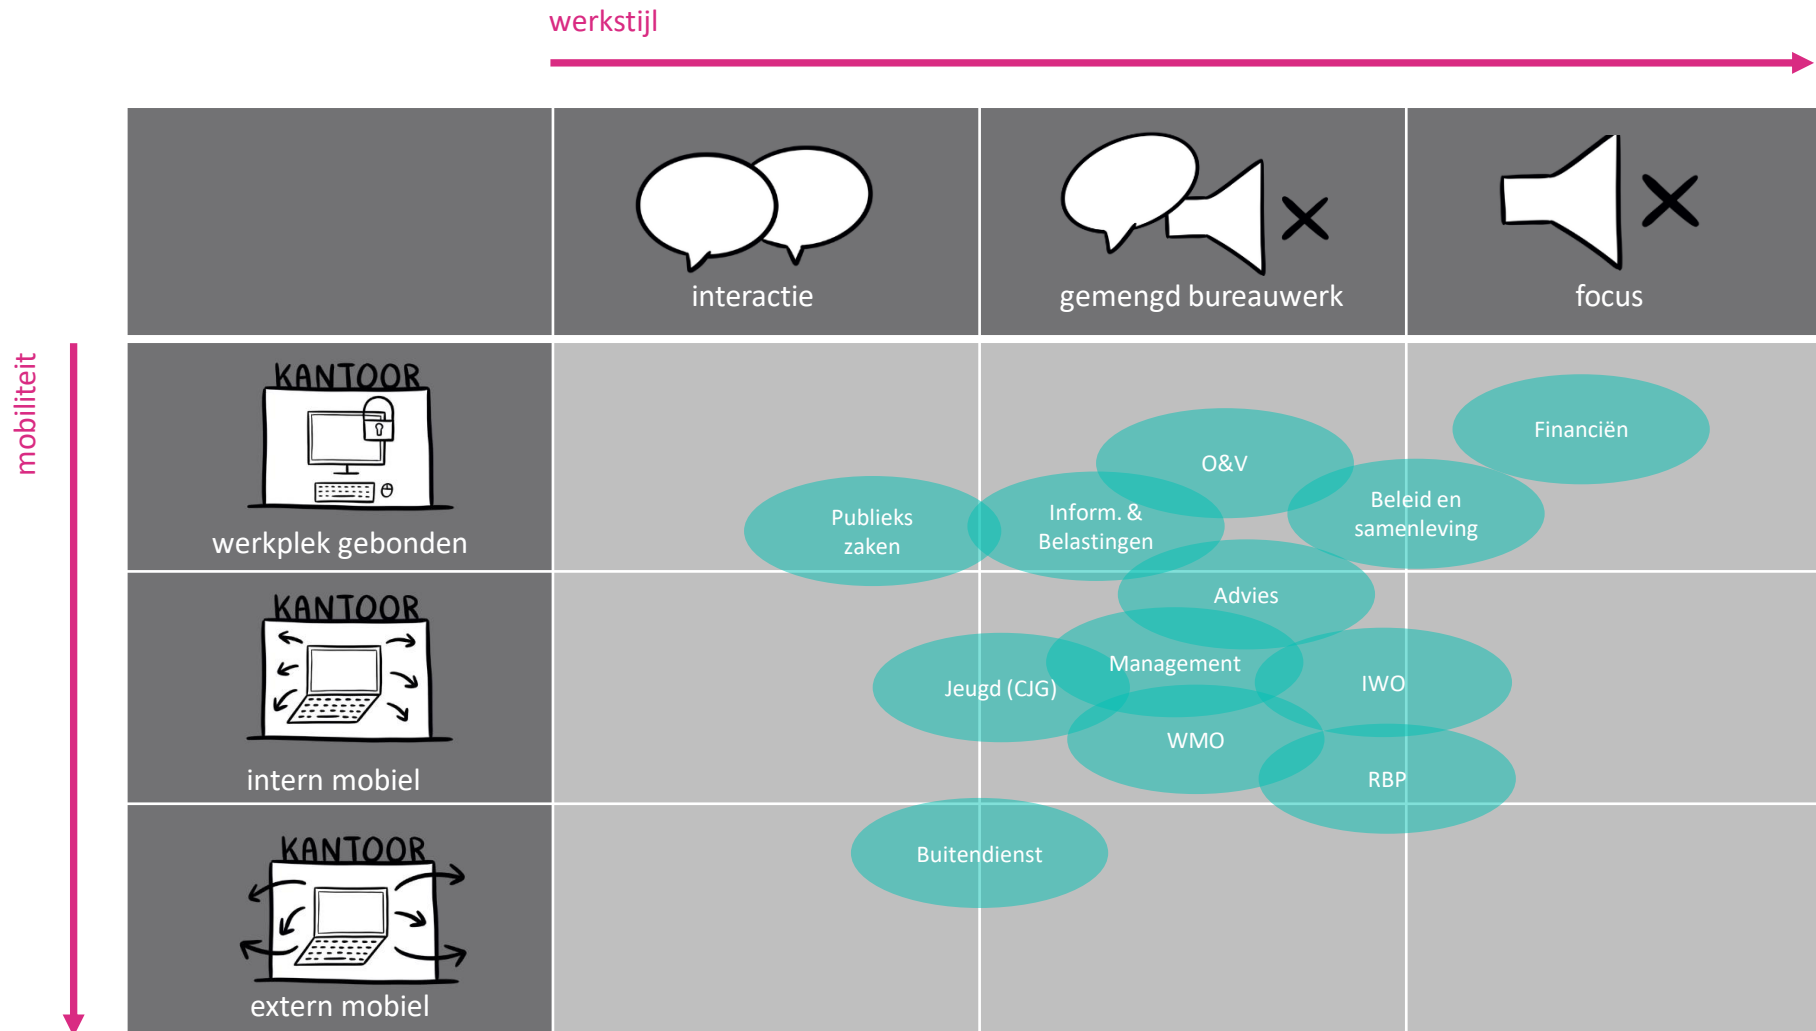 werkstijl
mobiliteit
interactie
gemengd bureauwerk
focus
KANTOOR
werkplek gebonden
Financiën
O&V
Beleid en
samenleving
Publieks
zaken
Inform. &
Belastingen
KANTOOR
intern mobiel
Advies
Management
Jeugd (CJG)
IWO
WMO
RBP
KANTOOR
extern mobiel
Buitendienst